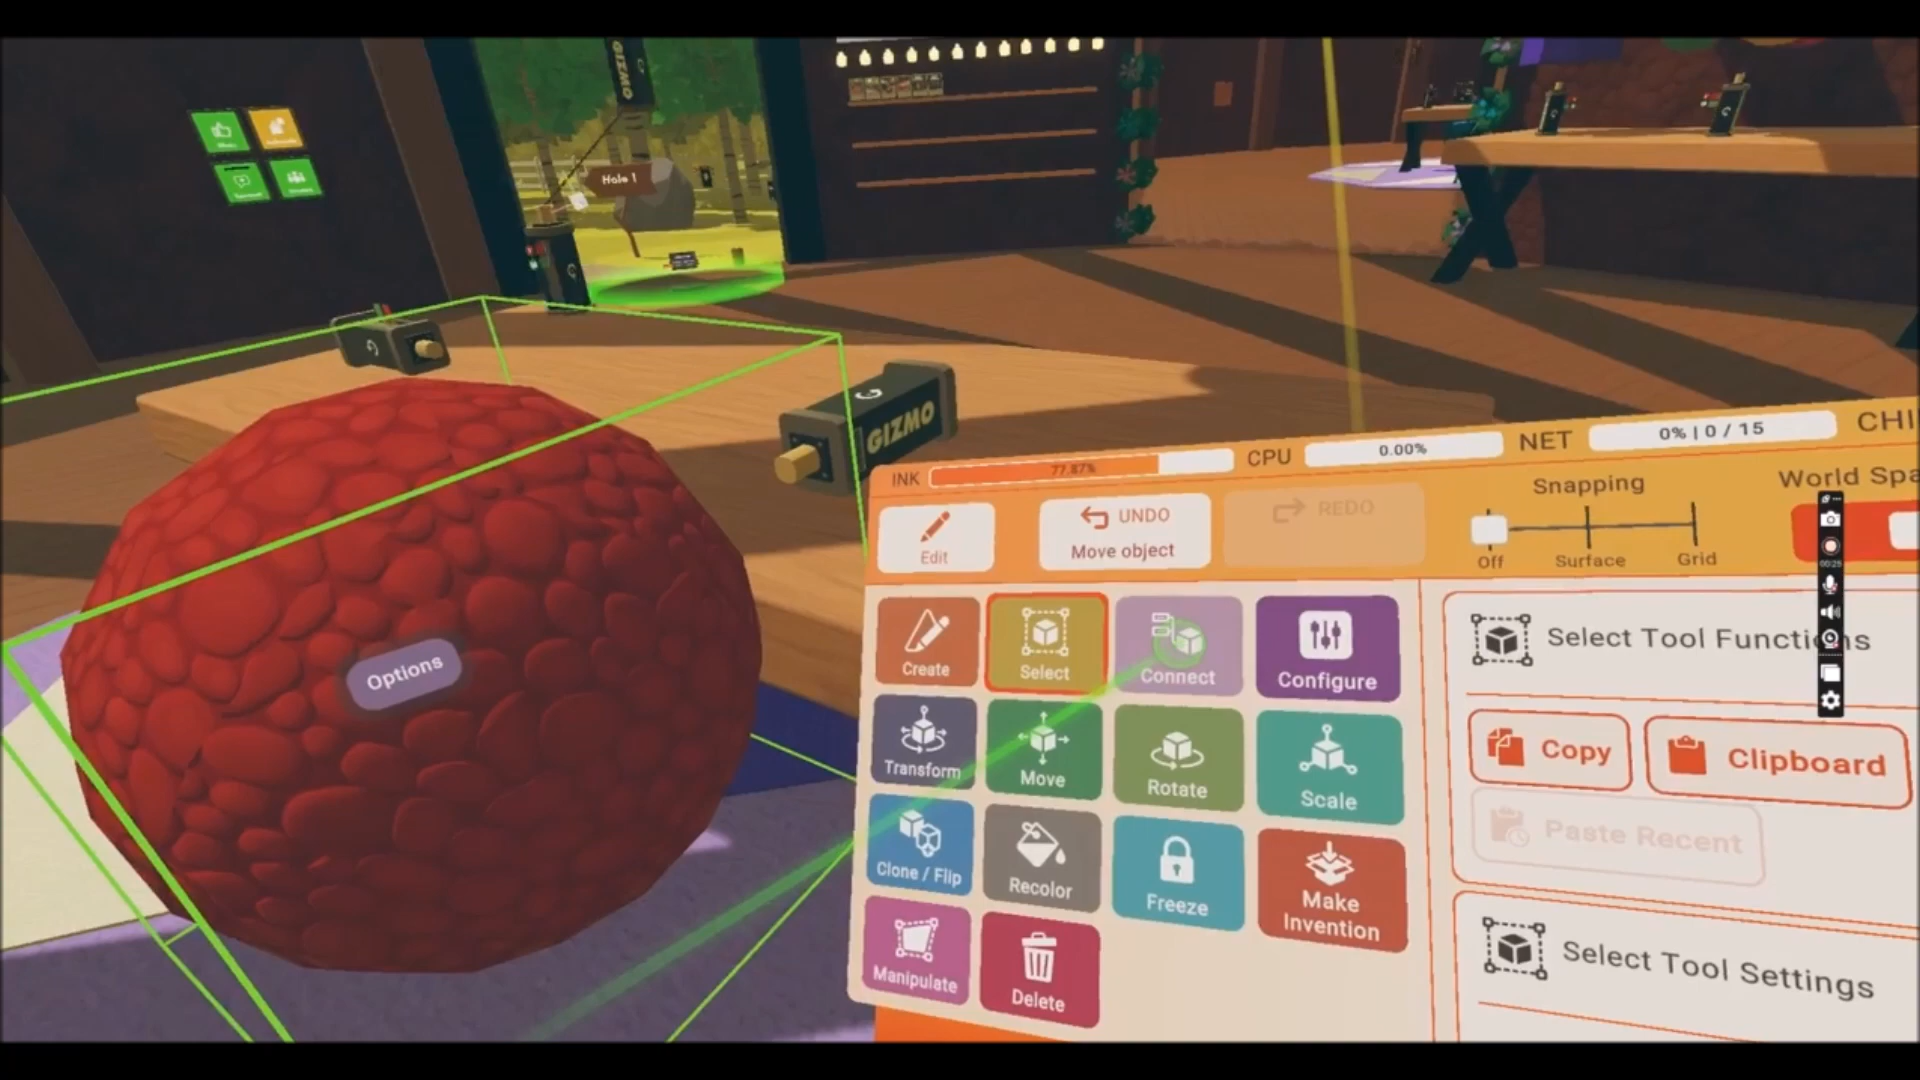 GIZMO
Hole 1
GIZMO
Options
INK
77.87%
CPU
0.00%
NET
0% | 0 / 15
CHI
Edit
UNDO
Move object
REDO
Snapping
Off
Surface
Grid
World Spa
Create
Select
Connect
Configure
Transform
Move
Rotate
Scale
Clone / Flip
Recolor
Freeze
Make
Invention
Manipulate
Delete
Select Tool Functions
Copy
Clipboard
Paste Recent
Select Tool Settings
00:25